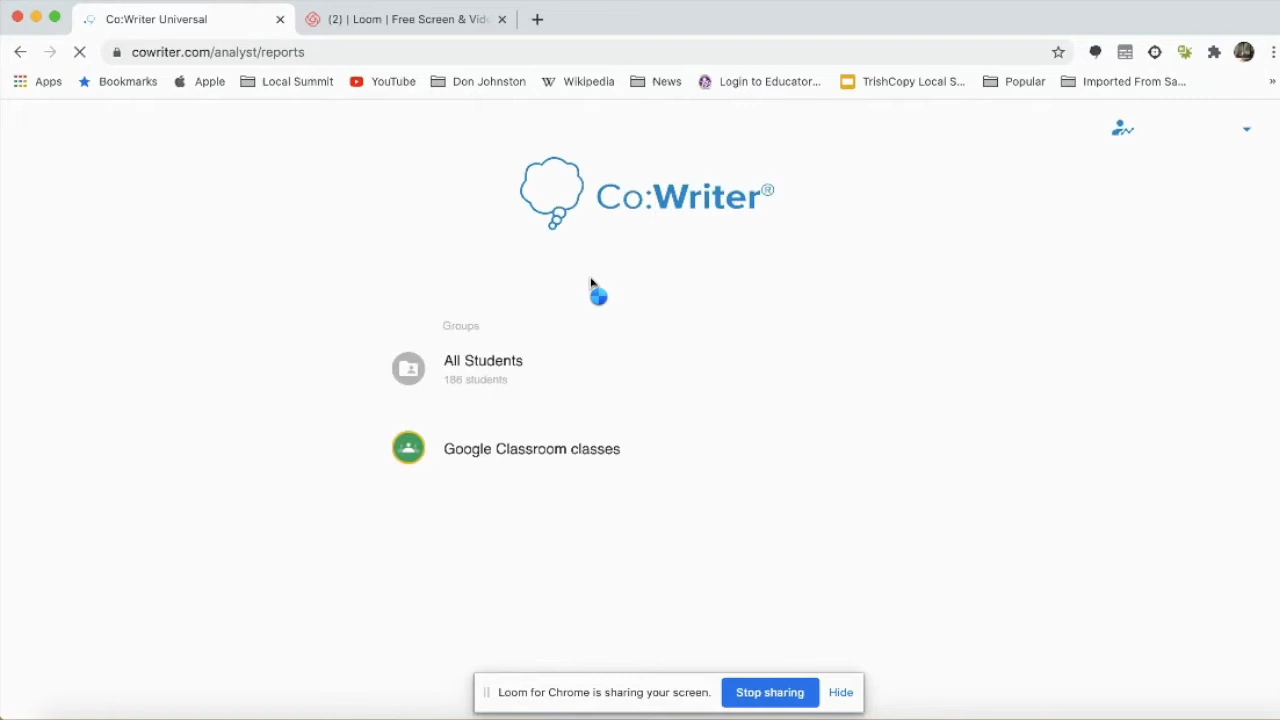 Co:Writer Universal
(2) | Loom | Free Screen & Vid
cowriter.com/analyst/reports
Apps Bookmarks Apple Local Summit YouTube Don Johnston Wikipedia News Login to Educator... TrishCopy Local S... Popular Imported From Sa... »
Co:Writer®
Groups
All Students
186 students
Google Classroom classes
Loom for Chrome is sharing your screen. Stop sharing Hide